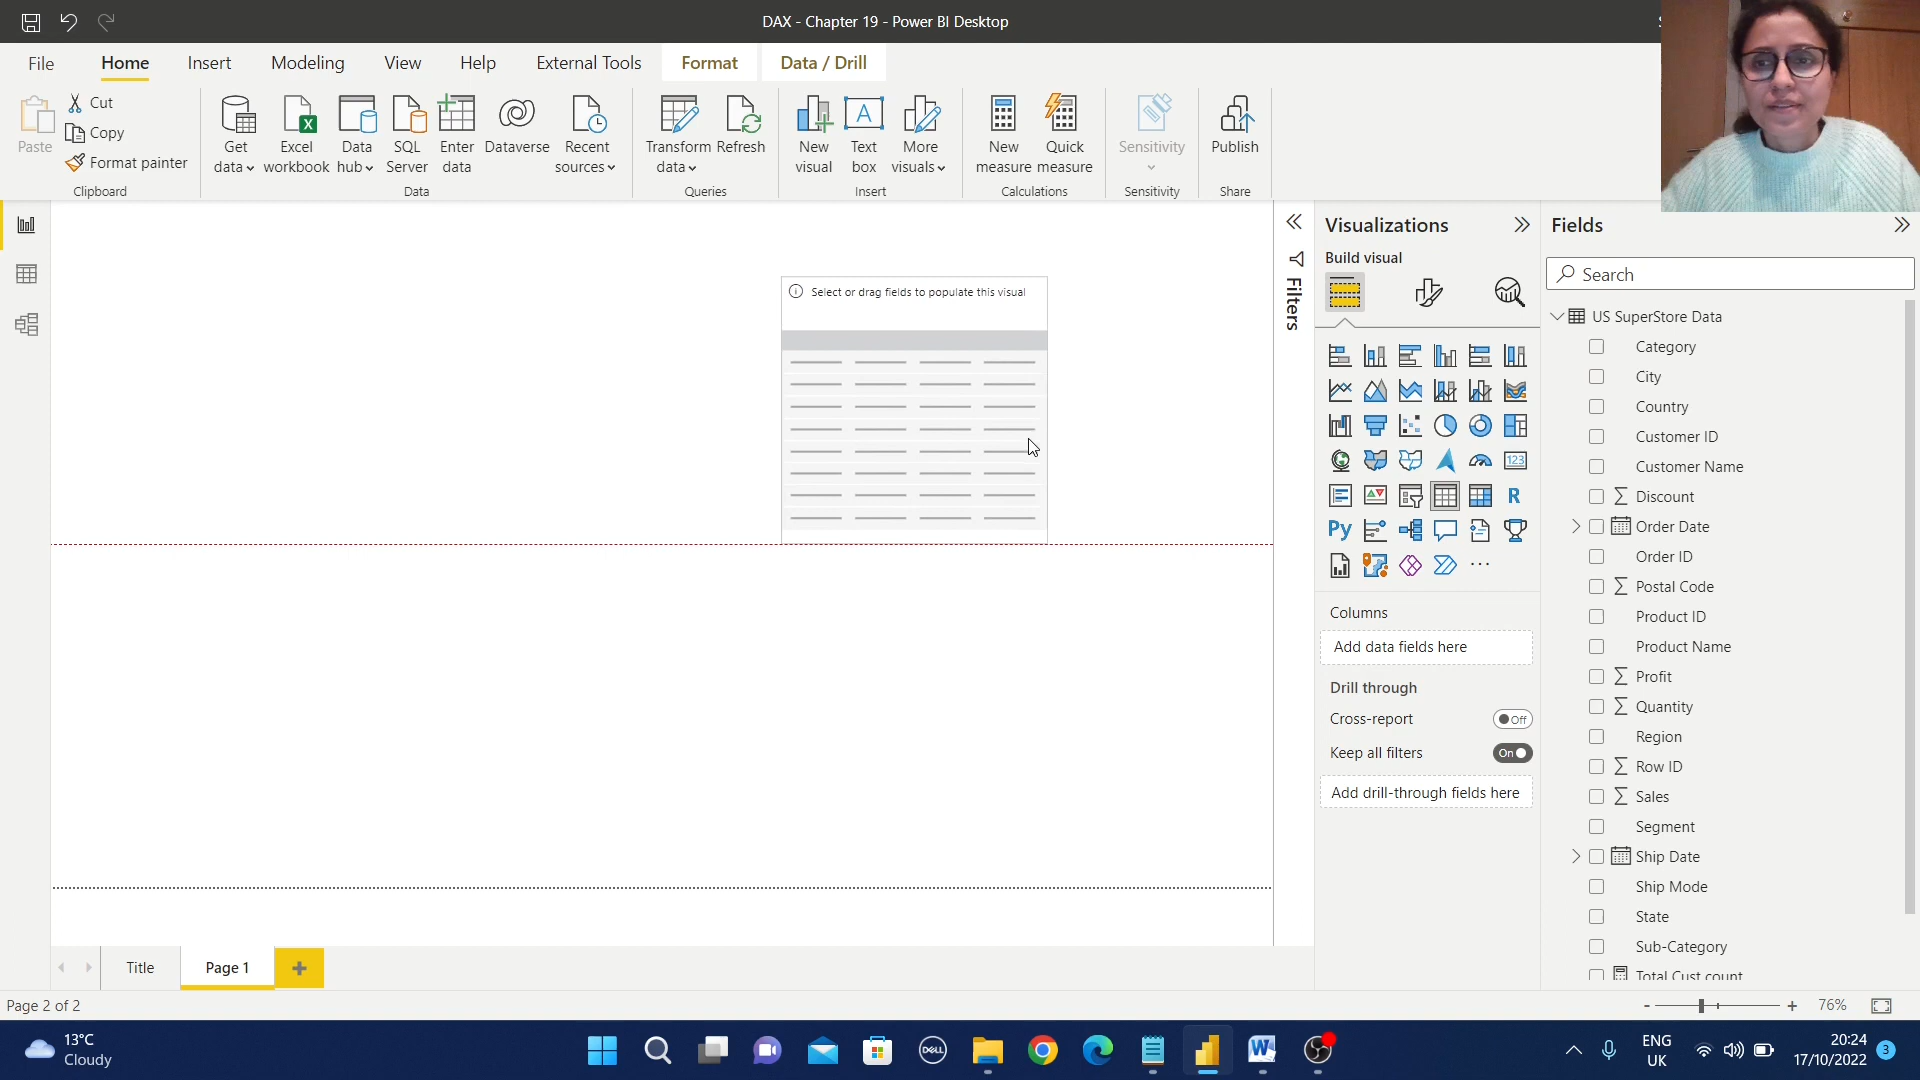 DAX - Chapter 19 - Power BI Desktop
File Home Insert Modeling View Help External Tools Format Data / Drill
Paste
Cut
Copy
Format painter
Clipboard
Get data
Excel workbook
Data hub
SQL Server
Enter data
Dataverse
Recent sources
Data
Transform data
Refresh
Queries
New visual
Text box
More visuals
Insert
New measure
Quick measure
Calculations
Sensitivity
Sensitivity
Publish
Share
Select or drag fields to populate this visual
Filters
Visualizations
Build visual
123
R
Py
Columns
Add data fields here
Drill through
Cross-report Off
Keep all filters On
Add drill-through fields here
Fields
Search
US SuperStore Data
Category
City
Country
Customer ID
Customer Name
Discount
Order Date
Order ID
Postal Code
Product ID
Product Name
Profit
Quantity
Region
Row ID
Sales
Segment
Ship Date
Ship Mode
State
Sub-Category
Total Cust count
Title Page 1
Page 2 of 2
76%
13°C
Cloudy
DELL
W
ENG
UK
20:24
17/10/2022
3